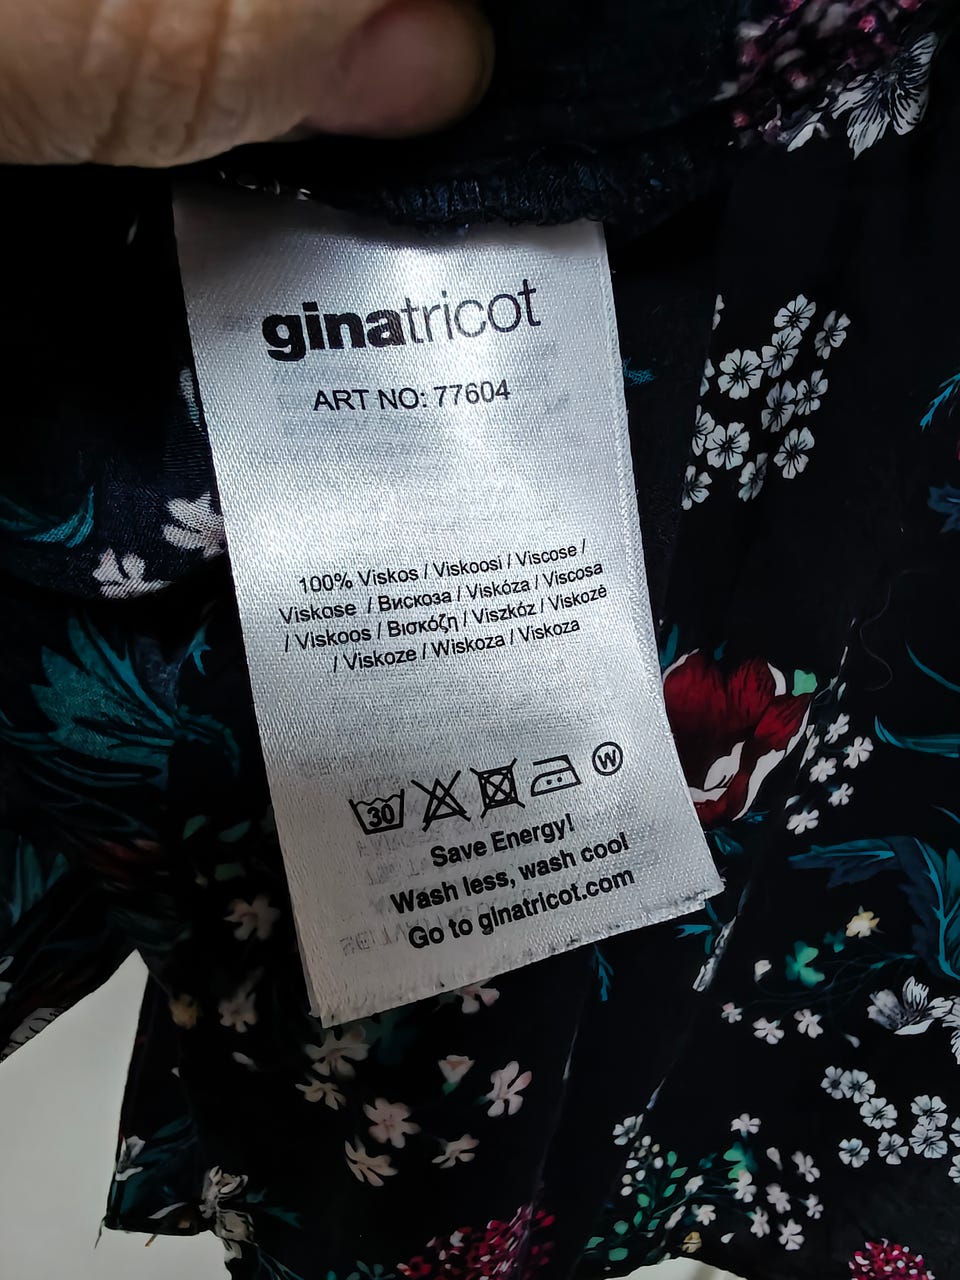 ginatricot
ART NO: 77604
100% Viskos / Viskoosi / Viscose /
Viskose / Вискоза / Viskóza / Viscosa
/ Viskoos / Βισκόζη / Viszkóz / Viskozė
/ Viskoze / Wiskoza / Viskoza
30
W
Save Energy!
Wash less, wash cool
Go to ginatricot.com